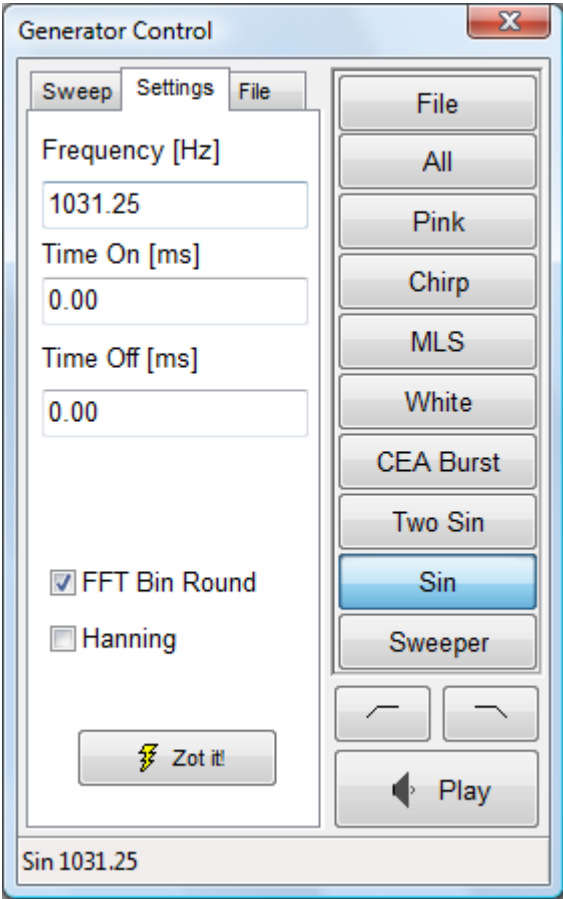 Generator Control
Sweep Settings File
Frequency [Hz]
1031.25
Time On [ms]
0.00
Time Off [ms]
0.00
FFT Bin Round
Hanning
Zot it!
File
All
Pink
Chirp
MLS
White
CEA Burst
Two Sin
Sin
Sweeper
Play
Sin 1031.25